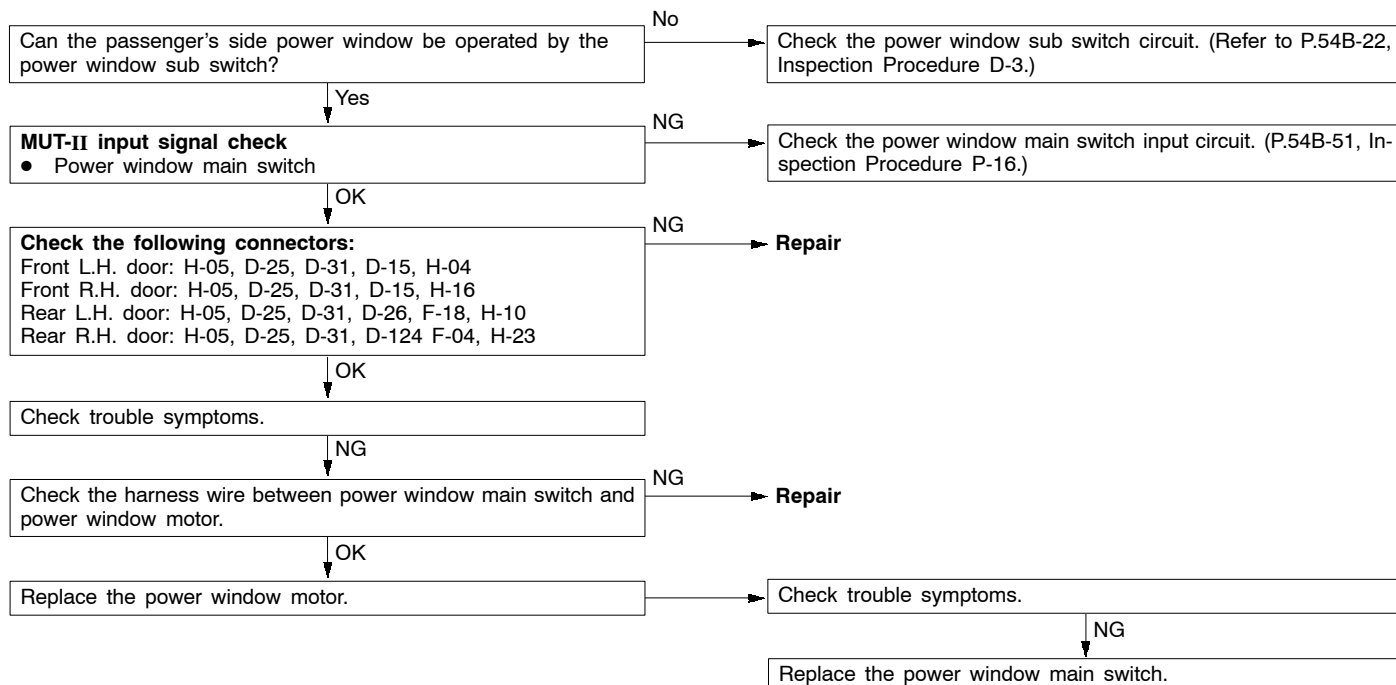 Can the passenger's side power window be operated by the
power window sub switch?
No
Check the power window sub switch circuit. (Refer to P.54B-22,
Inspection Procedure D-3.)
Yes
MUT-II input signal check
● Power window main switch
NG
Check the power window main switch input circuit. (P.54B-51, In-
spection Procedure P-16.)
OK
Check the following connectors:
Front L.H. door: H-05, D-25, D-31, D-15, H-04
Front R.H. door: H-05, D-25, D-31, D-15, H-16
Rear L.H. door: H-05, D-25, D-31, D-26, F-18, H-10
Rear R.H. door: H-05, D-25, D-31, D-124 F-04, H-23
NG
Repair
OK
Check trouble symptoms.
NG
Check the harness wire between power window main switch and
power window motor.
NG
Repair
OK
Replace the power window motor.
Check trouble symptoms.
NG
Replace the power window main switch.